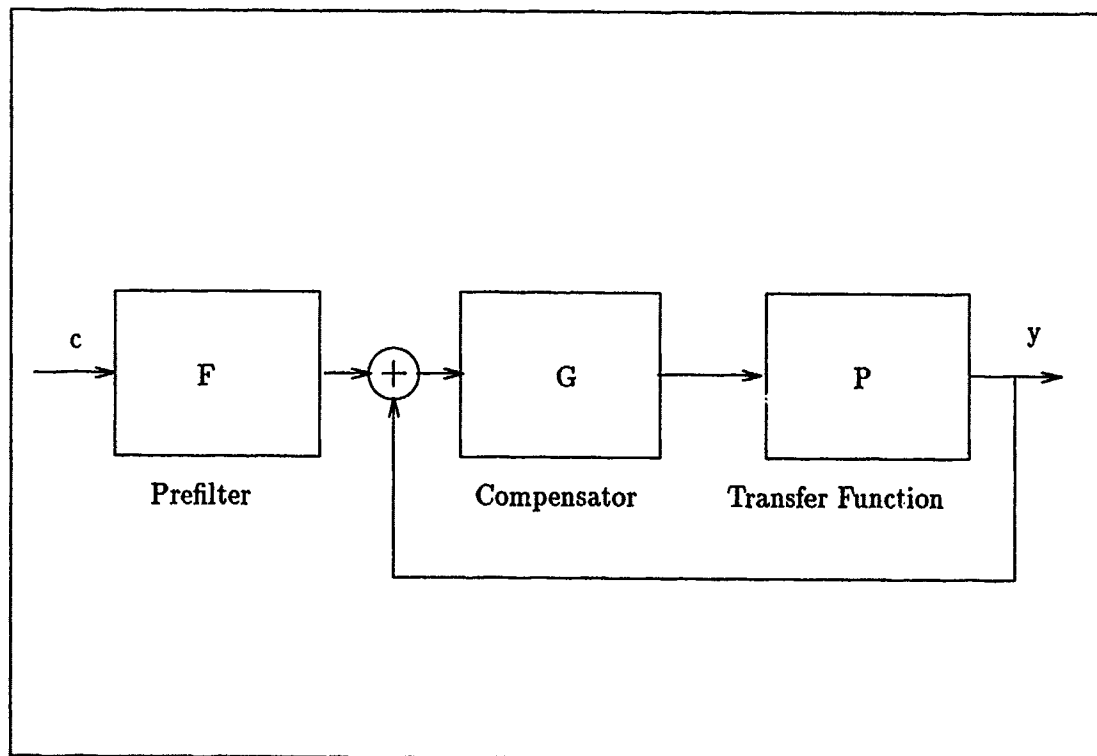 c
F
+
G
P
y
Prefilter
Compensator
Transfer Function